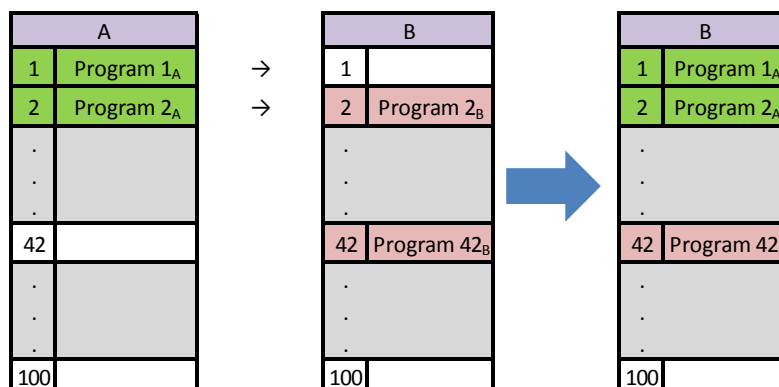 A B B
1 Program 1A → 1 1 Program 1A
2 Program 2A → 2 Program 2B 2 Program 2A
. . .
. . .
. . .
42 42 Program 42B 42 Program 42
. . .
. . .
. . .
100 100 100